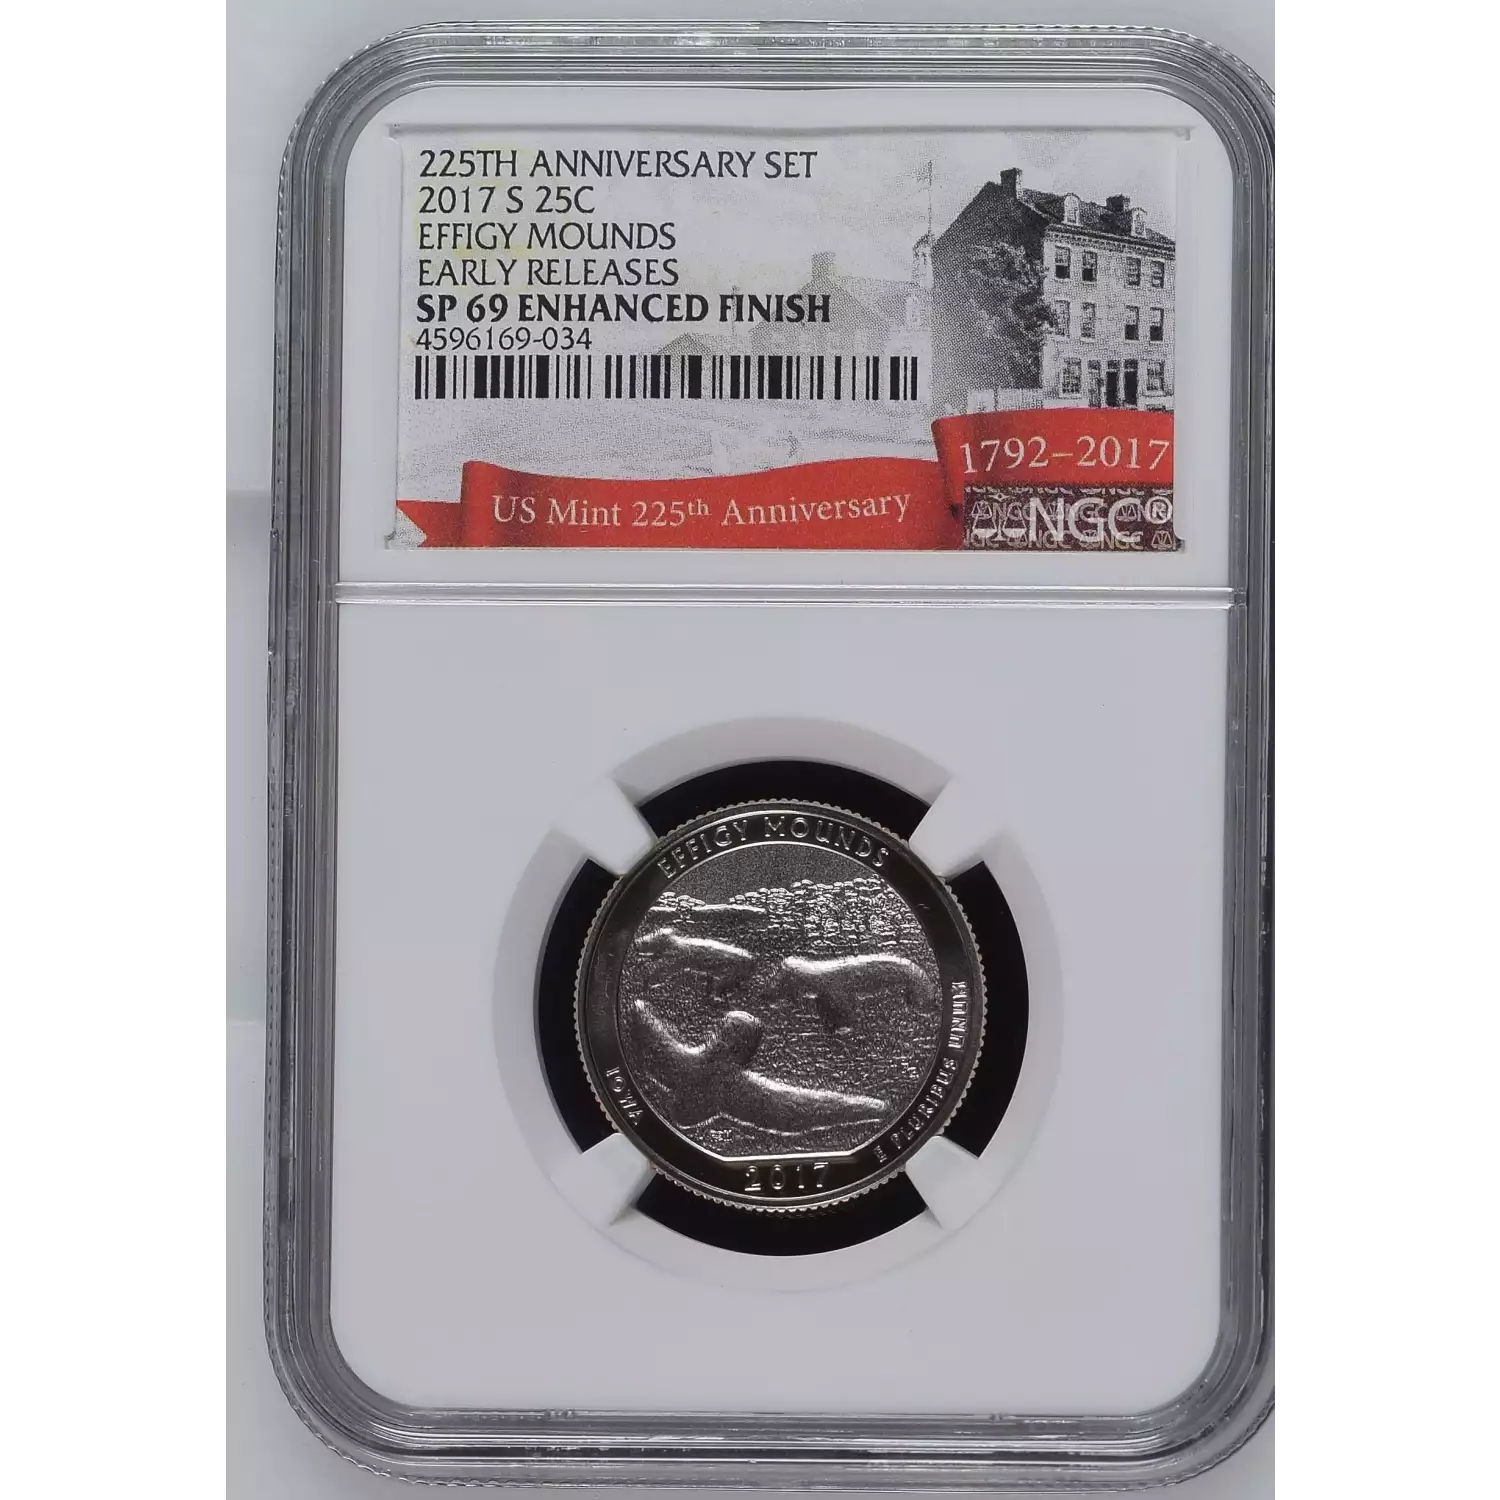 225TH ANNIVERSARY SET
2017 S 25C
EFFIGY MOUNDS
EARLY RELEASES
SP 69 ENHANCED FINISH
4596169-034
1792–2017
US Mint 225th Anniversary
NGC®
EFFIGY MOUNDS
IOWA
E PLURIBUS UNUM
2017